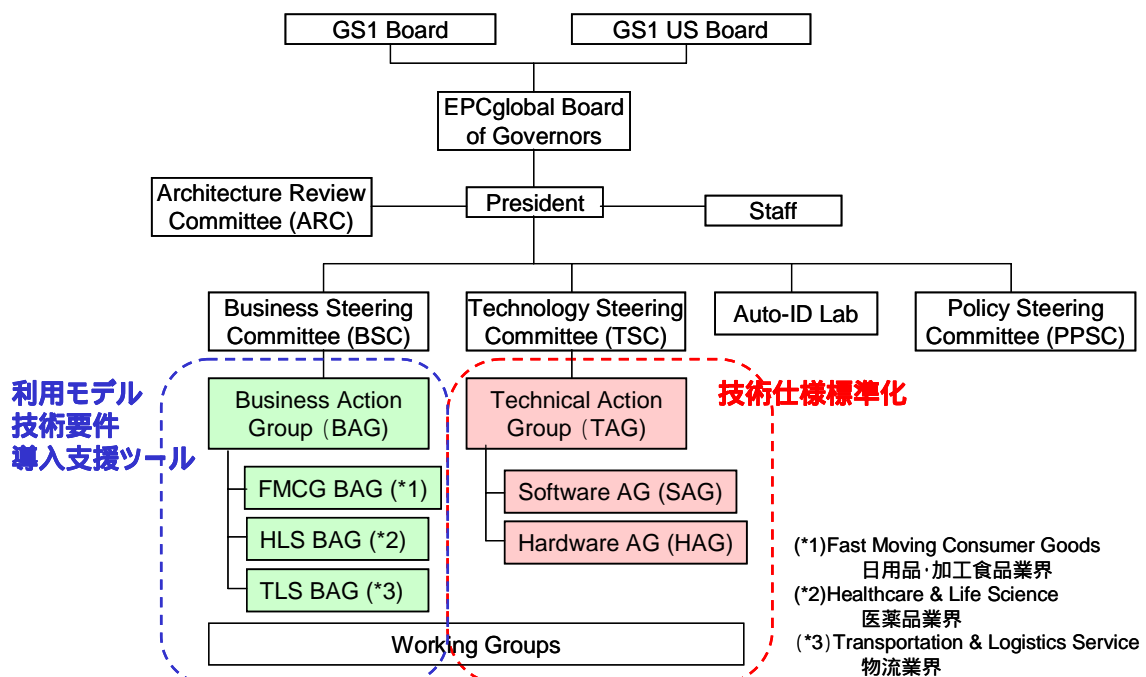 GS1 Board
GS1 US Board
EPCglobal Board
of Governors
Architecture Review
Committee (ARC)
President
Staff
Business Steering
Committee (BSC)
Technology Steering
Committee (TSC)
Auto-ID Lab
Policy Steering
Committee (PPSC)
利用モデル
技術要件
導入支援ツール
Business Action
Group (BAG)
Technical Action
Group (TAG)
技術仕様標準化
FMCG BAG (*1)
HLS BAG (*2)
TLS BAG (*3)
Software AG (SAG)
Hardware AG (HAG)
Working Groups
(*1)Fast Moving Consumer Goods
日用品・加工食品業界
(*2)Healthcare & Life Science
医薬品業界
(*3)Transportation & Logistics Service
物流業界